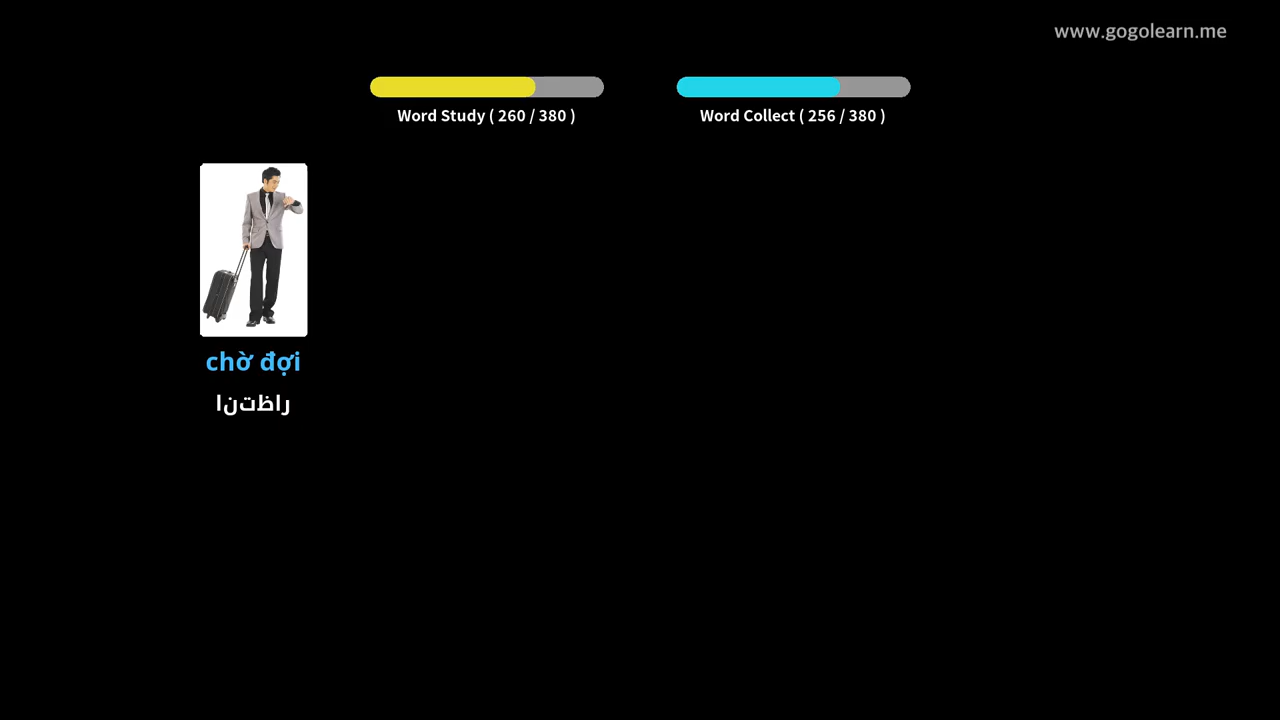 www.gogolearn.me
Word Study ( 260 / 380 )
Word Collect ( 256 / 380 )
chờ đợi
راظتنا